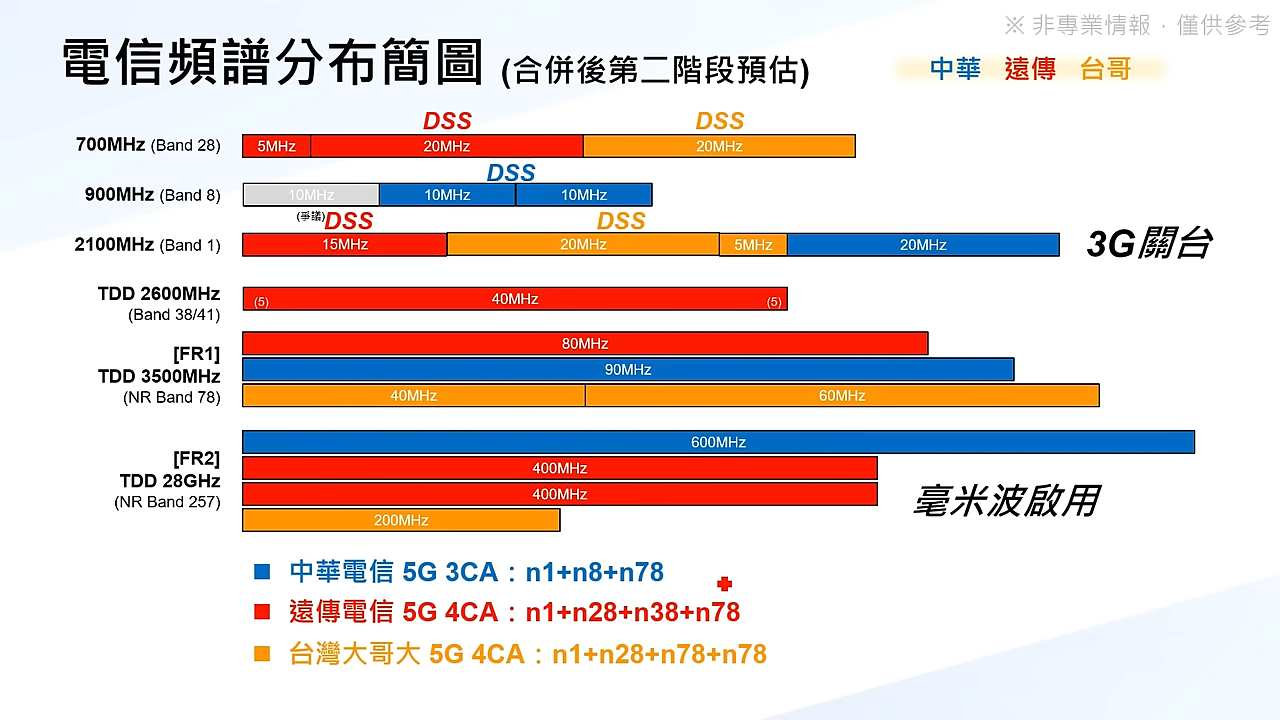 ※ 非專業情報，僅供參考
電信頻譜分布簡圖 (合併後第二階段預估)
中華 遠傳 台哥
DSS DSS
700MHz (Band 28) 5MHz 20MHz 20MHz
DSS
900MHz (Band 8) 10MHz 10MHz 10MHz
(爭議) DSS DSS
2100MHz (Band 1) 15MHz 20MHz 5MHz 20MHz 3G關台
TDD 2600MHz
(Band 38/41)
(5) 40MHz (5)
[FR1]
TDD 3500MHz
(NR Band 78)
80MHz
90MHz
40MHz 60MHz
[FR2]
TDD 28GHz
(NR Band 257)
600MHz
400MHz
400MHz
200MHz
毫米波啟用
中華電信 5G 3CA：n1+n8+n78
遠傳電信 5G 4CA：n1+n28+n38+n78
台灣大哥大 5G 4CA：n1+n28+n78+n78